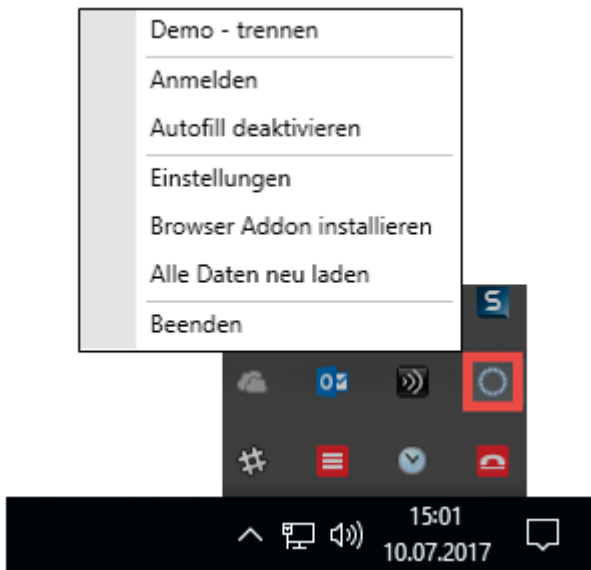 Demo - trennen
Anmelden
Autofill deaktivieren
Einstellungen
Browser Addon installieren
Alle Daten neu laden
Beenden
S
O
15:01
10.07.2017